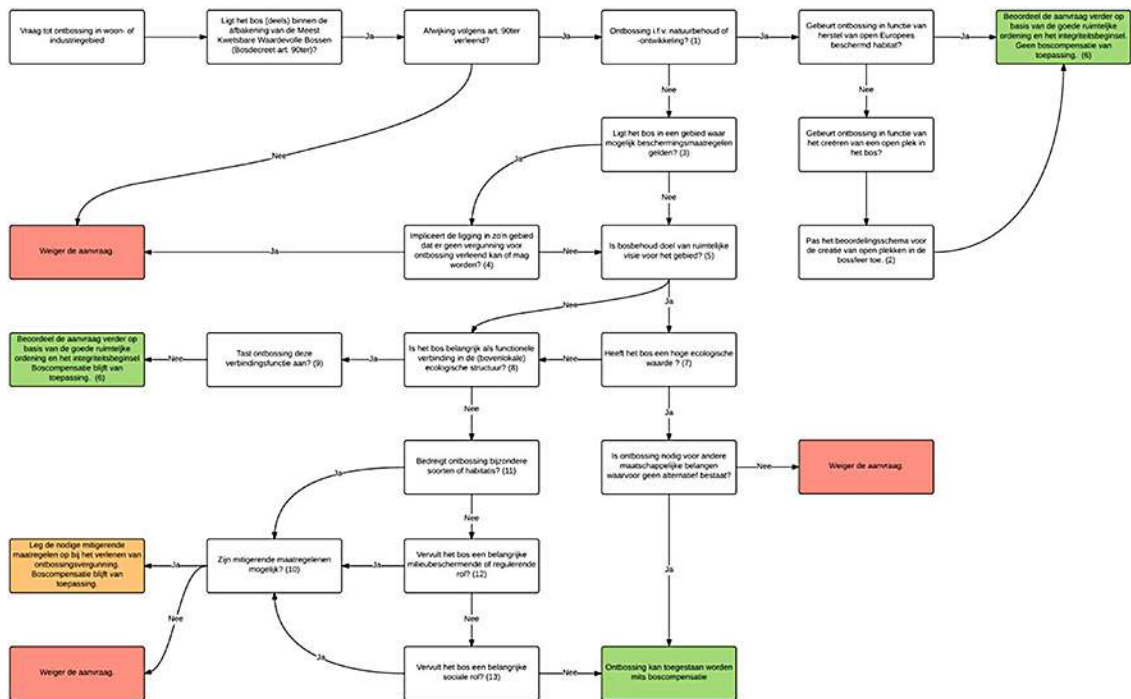 Vraag tot ontbossing in woon- of
industriegebied
Ligt het bos (deels) binnen de
afbakening van de Meest
Kwetsbare Waardevolle Bossen
(Bosdecreet art. 90ter)?
Ja
Afwijking volgens art. 90ter
verleend?
Ja
Ontbossing i.f.v. natuurbehoud of
-ontwikkeling? (1)
Ja
Gebeurt ontbossing in functie van
herstel van open Europees
beschermd habitat?
Ja
Beoordeel de aanvraag verder op
basis van de goede ruimtelijke
ordening en het integriteitsbeginsel.
Geen boscompensatie van
toepassing. (6)
Nee
Nee
Nee
Ligt het bos in een gebied waar
mogelijk beschermingsmaatregelen
gelden? (3)
Gebeurt ontbossing in functie van
het creëren van een open plek in
het bos?
Ja
Nee
Weiger de aanvraag.
Ja
Impliceert de ligging in zo'n gebied
dat er geen vergunning voor
ontbossing verleend kan of mag
worden? (4)
Nee
Is bosbehoud doel van ruimtelijke
visie voor het gebied? (5)
Pas het beoordelingsschema voor
de creatie van open plekken in de
bossfeer toe. (2)
Nee
Ja
Beoordeel de aanvraag verder op
basis van de goede ruimtelijke
ordening en het integriteitsbeginsel
Boscompensatie blijft van
toepassing. (6)
Nee
Tast ontbossing deze
verbindingsfunctie aan? (9)
Ja
Is het bos belangrijk als functionele
verbinding in de (bovenlokale)
ecologische structuur? (8)
Nee
Heeft het bos een hoge ecologische
waarde ? (7)
Nee
Ja
Bedreigt ontbossing bijzondere
soorten of habitatis? (11)
Is ontbossing nodig voor andere
maatschappelijke belangen
waarvoor geen alternatief bestaat?
Nee
Weiger de aanvraag.
Ja
Nee
Leg de nodige mitigerende
maatregelen op bij het verlenen van
ontbossingsvergunning.
Boscompensatie blijft van
toepassing.
Ja
Zijn mitigerende maatregelenen
mogelijk? (10)
Ja
Vervult het bos een belangrijke
milieubeschermende of regulerende
rol? (12)
Ja
Nee
Nee
Weiger de aanvraag.
Ja
Vervult het bos een belangrijke
sociale rol? (13)
Nee
Ontbossing kan toegestaan worden
mits boscompensatie